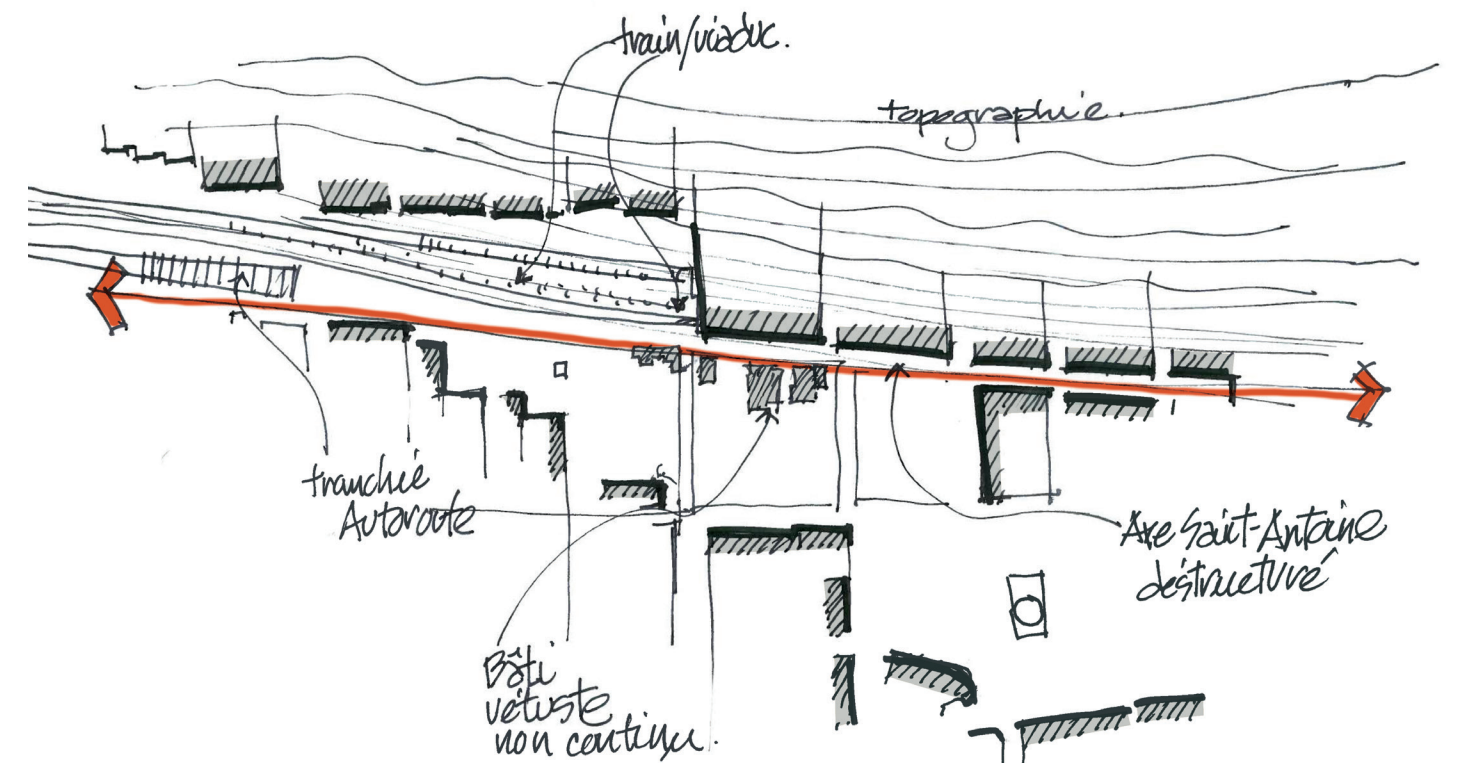 train/viaduc.
topographie.
tranchée
Autoroute
Axe Saint-Antoine
déstructuré
Bâti
vétuste
non continu.